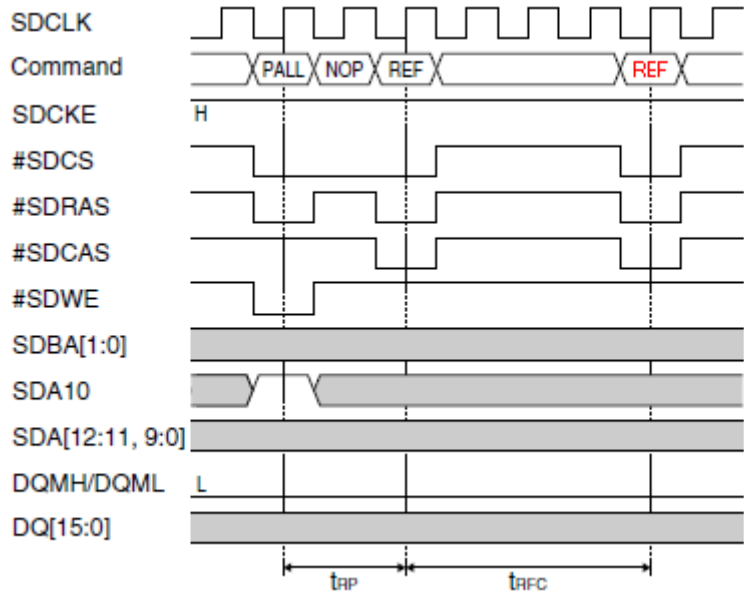 SDCLK
Command PALL NOP REF REF
SDCKE H
#SDCS
#SDRAS
#SDCAS
#SDWE
SDBA[1:0]
SDA10
SDA[12:11, 9:0]
DQMH/DQML L
DQ[15:0]
tRP tRFC